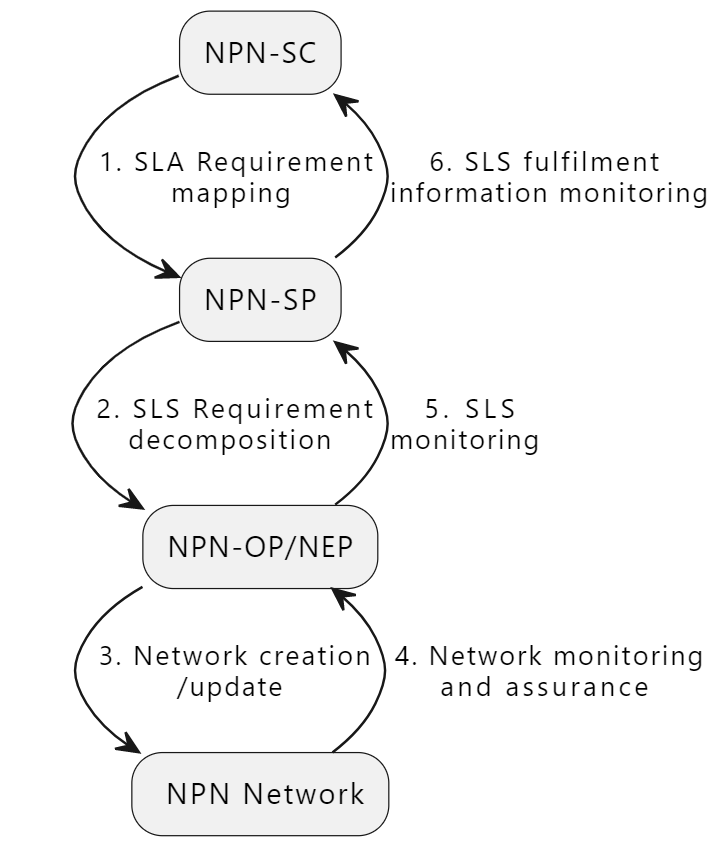 NPN-SC
1. SLA Requirement
mapping
6. SLS fulfilment
information monitoring
NPN-SP
2. SLS Requirement
decomposition
5. SLS
monitoring
NPN-OP/NEP
3. Network creation
/update
4. Network monitoring
and assurance
NPN Network